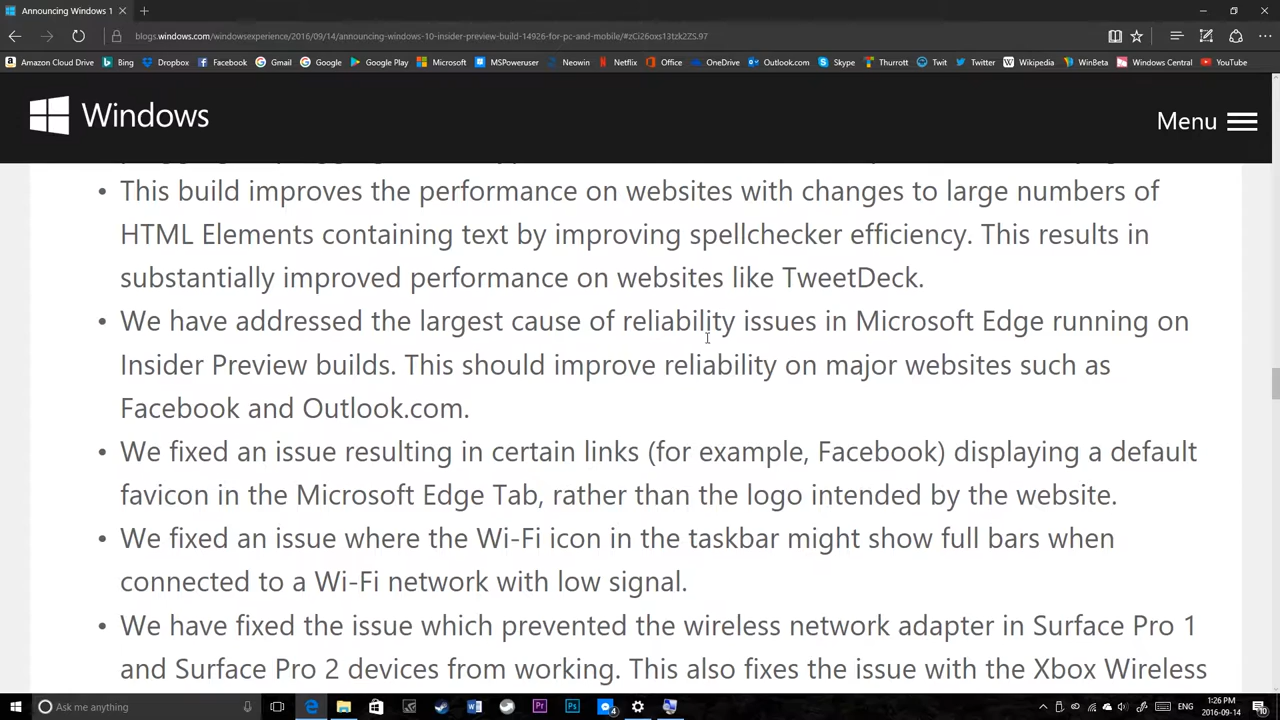 Announcing Windows 1
blogs.windows.com/windowsexperience/2016/09/14/announcing-windows-10-insider-preview-build-14926-for-pc-and-mobile/#zCi26oxs13tzk2ZS.97
Amazon Cloud Drive Bing Dropbox Facebook Gmail Google Google Play Microsoft MSPoweruser Neowin Netflix Office OneDrive Outlook.com Skype Thurrott Twit Twitter Wikipedia WinBeta Windows Central YouTube
Windows
Menu
• This build improves the performance on websites with changes to large numbers of
HTML Elements containing text by improving spellchecker efficiency. This results in
substantially improved performance on websites like TweetDeck.
• We have addressed the largest cause of reliability issues in Microsoft Edge running on
Insider Preview builds. This should improve reliability on major websites such as
Facebook and Outlook.com.
• We fixed an issue resulting in certain links (for example, Facebook) displaying a default
favicon in the Microsoft Edge Tab, rather than the logo intended by the website.
• We fixed an issue where the Wi-Fi icon in the taskbar might show full bars when
connected to a Wi-Fi network with low signal.
• We have fixed the issue which prevented the wireless network adapter in Surface Pro 1
and Surface Pro 2 devices from working. This also fixes the issue with the Xbox Wireless
Ask me anything
ENG
1:26 PM
2016-09-14